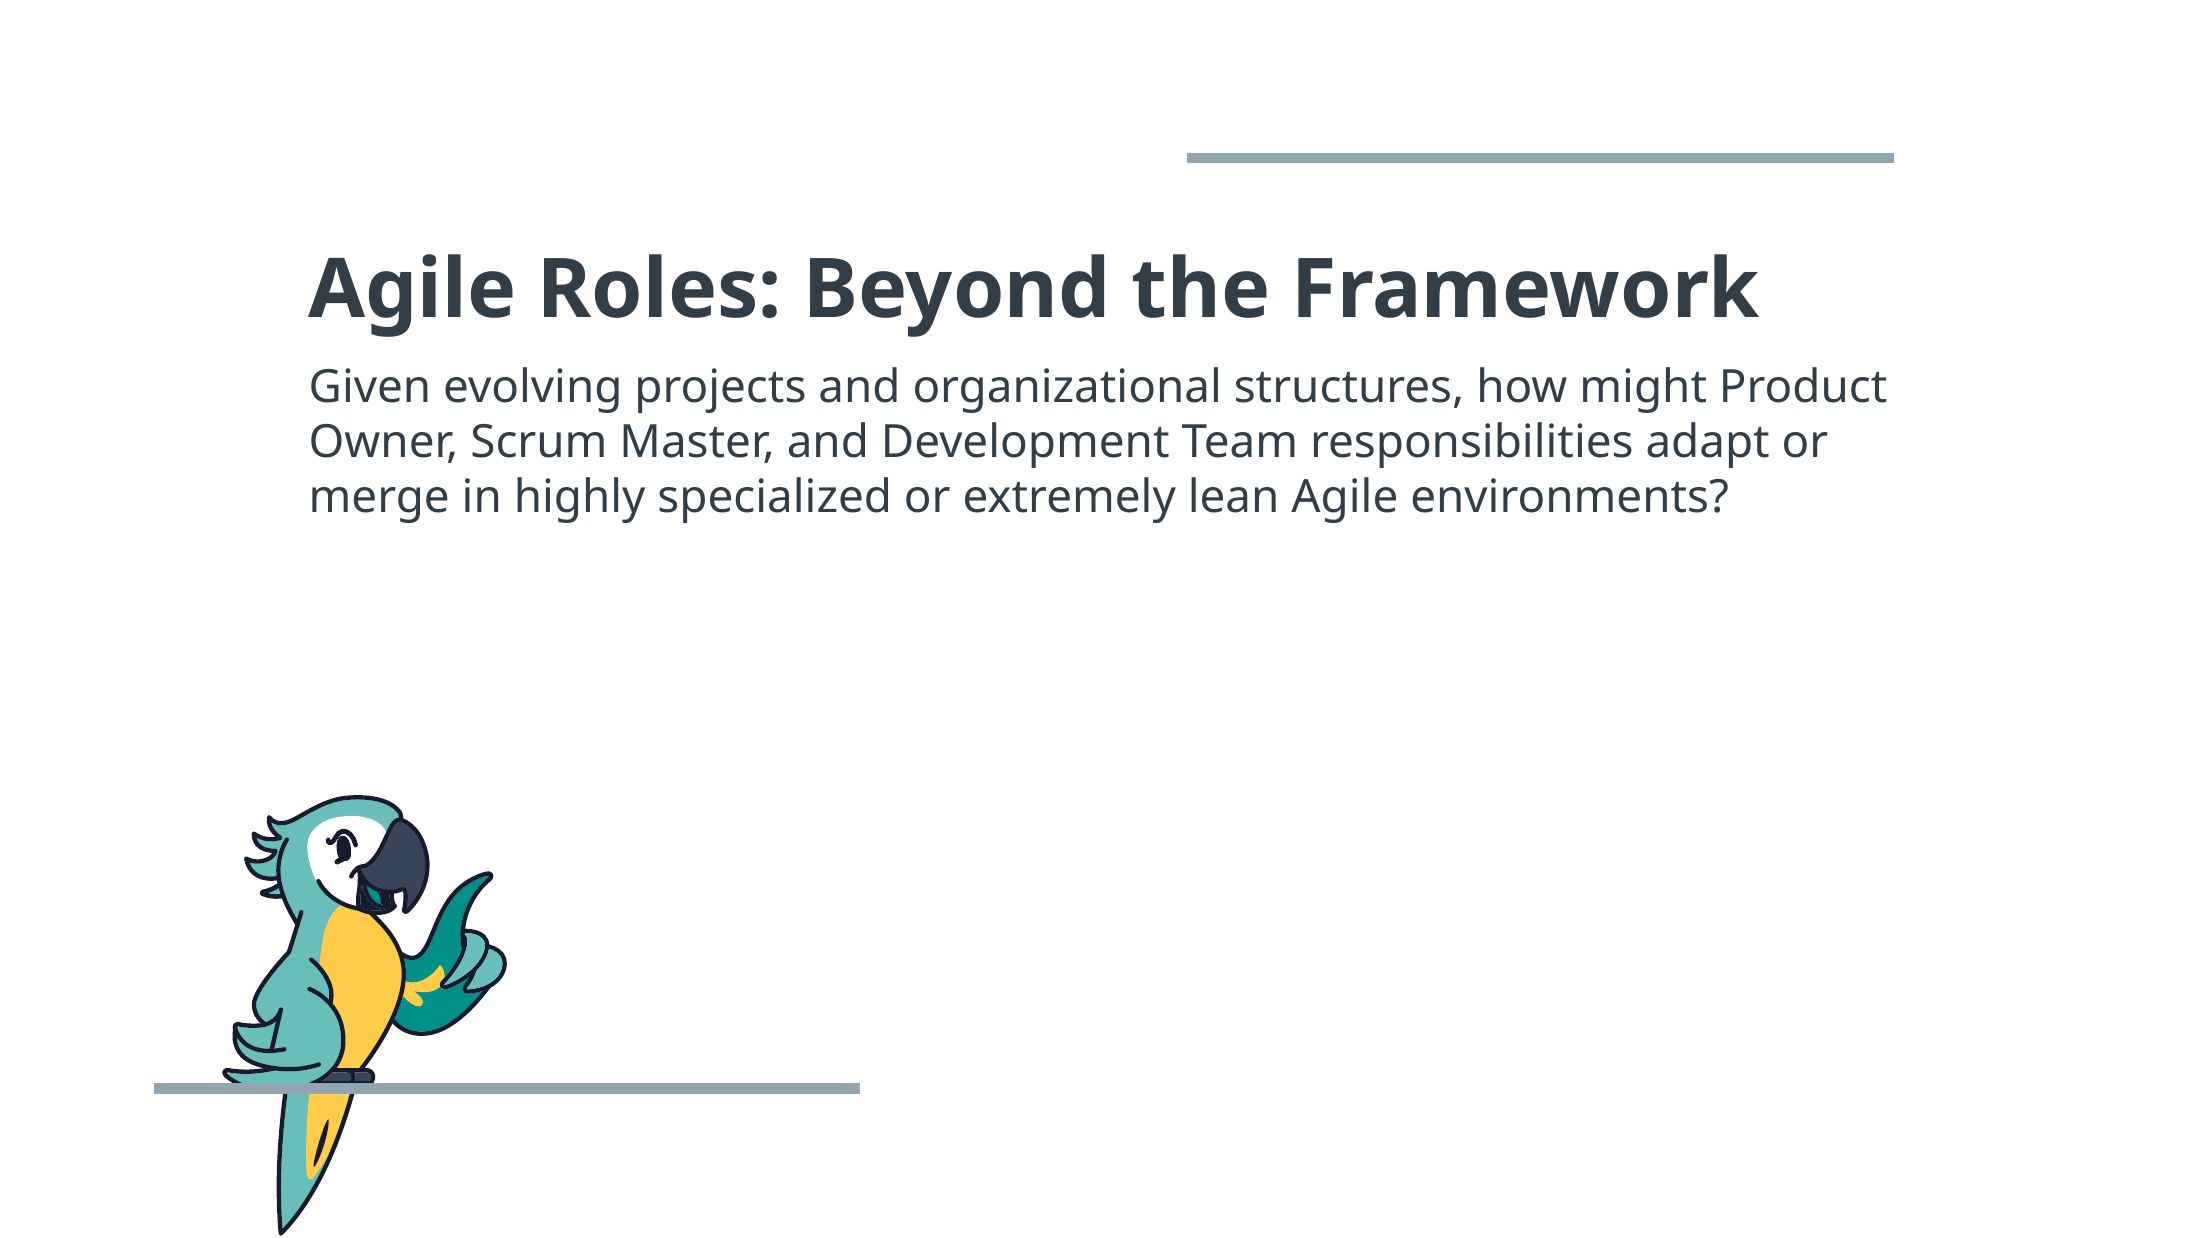 Agile Roles: Beyond the Framework
Given evolving projects and organizational structures, how might Product
Owner, Scrum Master, and Development Team responsibilities adapt or
merge in highly specialized or extremely lean Agile environments?